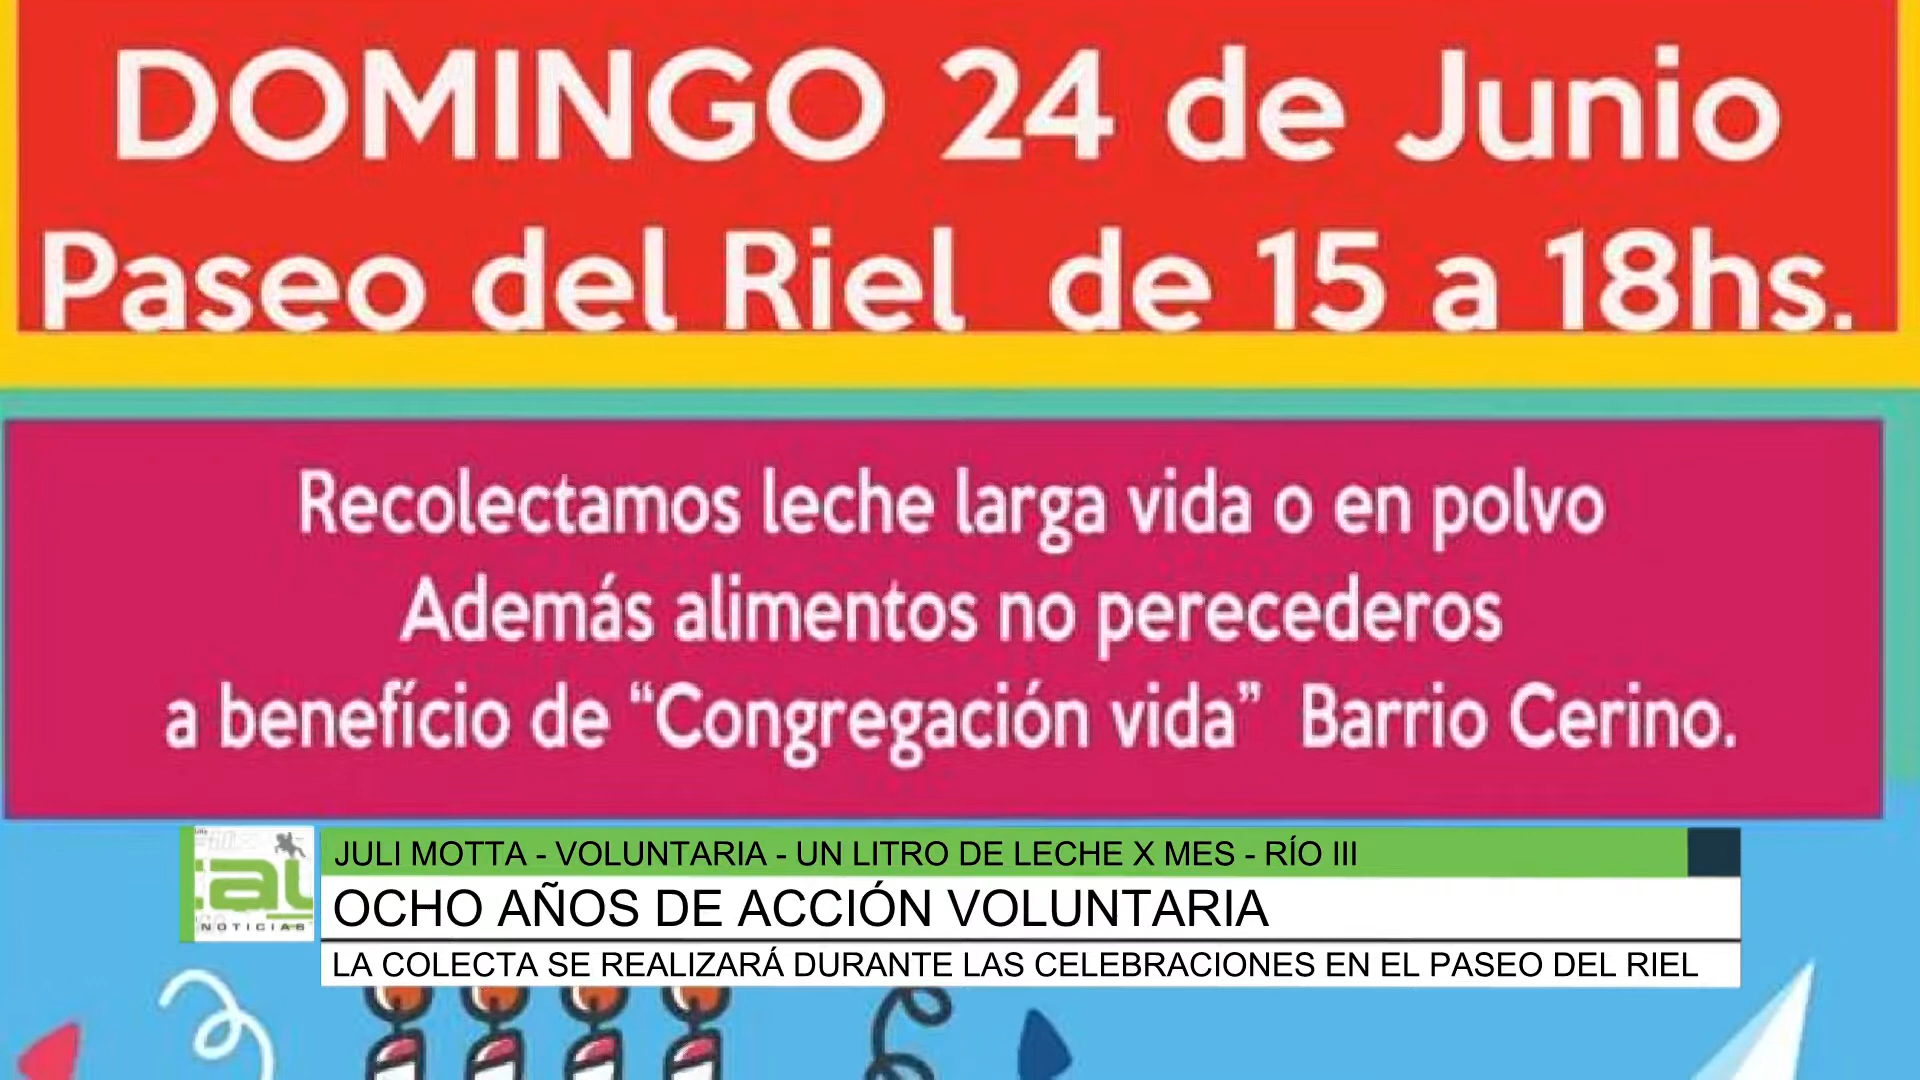 DOMINGO 24 de Junio
Paseo del Riel de 15 a 18hs.
Recolectamos leche larga vida o en polvo
Además alimentos no perecederos
a benefício de “Congregación vida” Barrio Cerino.
JULI MOTTA - VOLUNTARIA - UN LITRO DE LECHE X MES - RÍO III
OCHO AÑOS DE ACCIÓN VOLUNTARIA
NOTICIAS
LA COLECTA SE REALIZARÁ DURANTE LAS CELEBRACIONES EN EL PASEO DEL RIEL